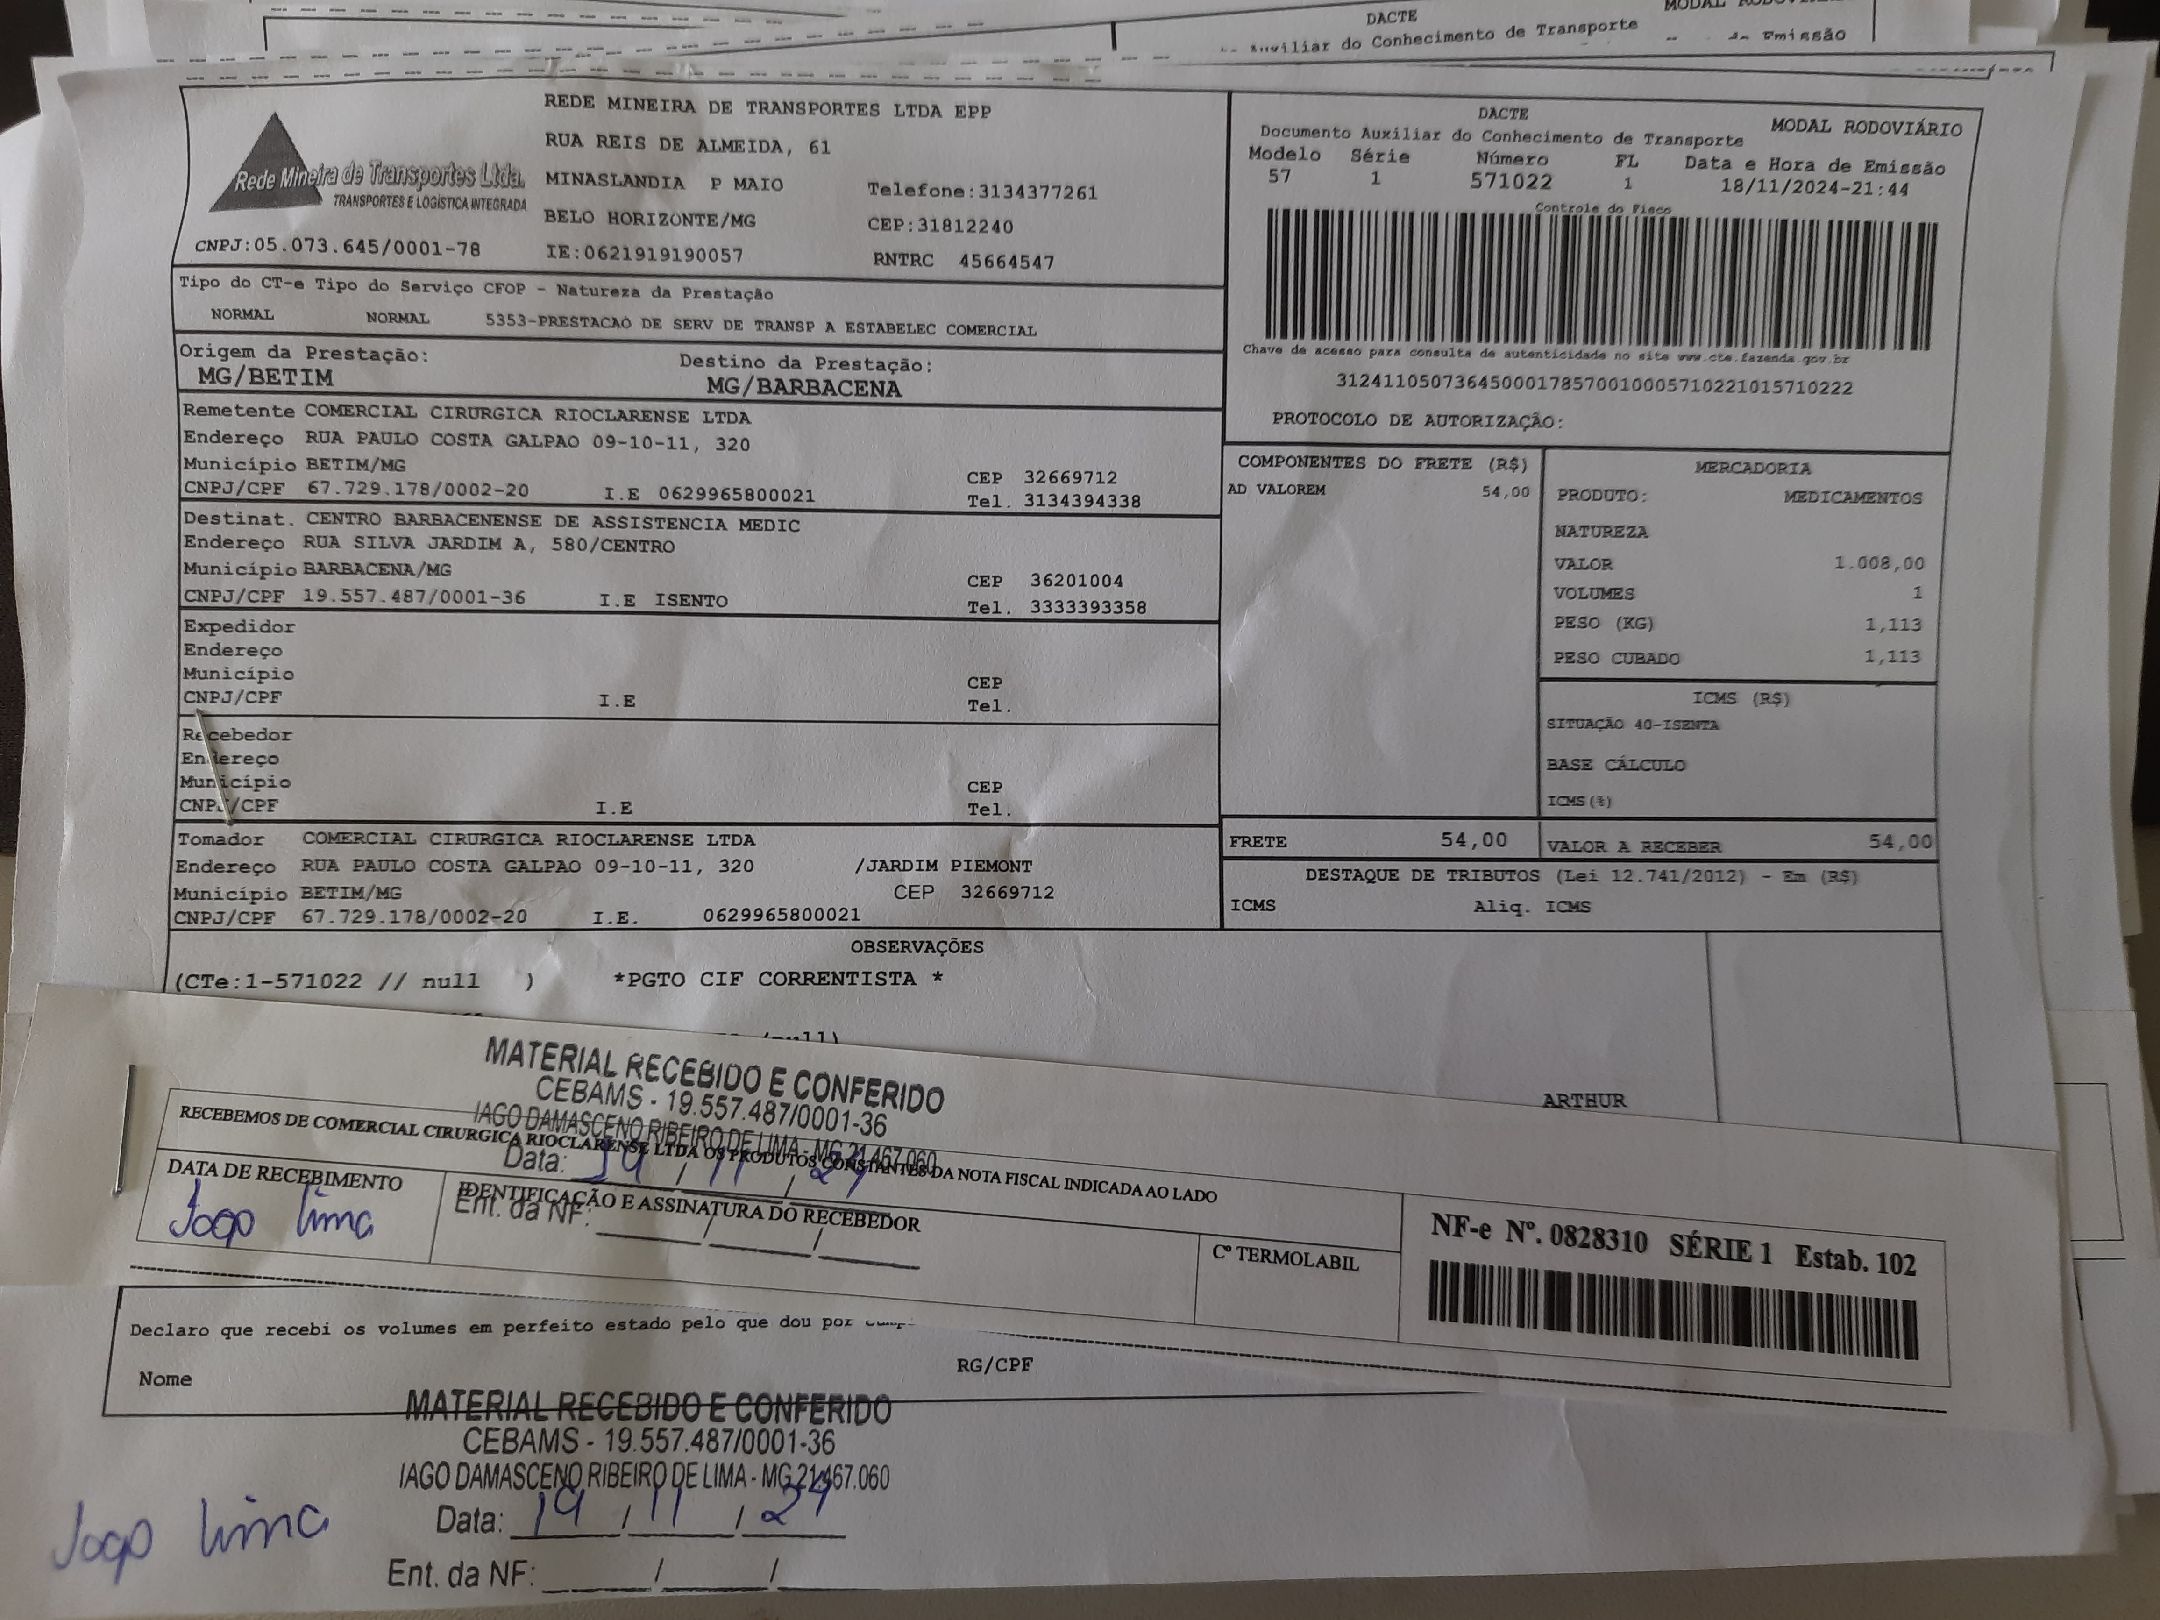 DACTE
MODAL RODOVIÁRIO
Auxiliar do Conhecimento de Transporte
de Emissão
Rede Mineira de Transportes Ltda.
TRANSPORTES E LOGÍSTICA INTEGRADA
CNPJ:05.073.645/0001-78
REDE MINEIRA DE TRANSPORTES LTDA EPP
RUA REIS DE ALMEIDA, 61
MINASLANDIA P MAIO Telefone:3134377261
BELO HORIZONTE/MG CEP:31812240
IE:0621919190057 RNTRC 45664547
DACTE
MODAL RODOVIÁRIO
Documento Auxiliar do Conhecimento de Transporte
Modelo Série Número FL Data e Hora de Emissão
57 1 571022 1 18/11/2024-21:44
Controle do Fisco
Chave de acesso para consulta de autenticidade no site www.cte.fazenda.gov.br
31241105073645000178570010005710221015710222
PROTOCOLO DE AUTORIZAÇÃO:
Tipo do CT-e Tipo do Serviço CFOP - Natureza da Prestação
NORMAL NORMAL 5353-PRESTACAO DE SERV DE TRANSP A ESTABELEC COMERCIAL
Origem da Prestação: Destino da Prestação:
MG/BETIM MG/BARBACENA
Remetente COMERCIAL CIRURGICA RIOCLARENSE LTDA
Endereço RUA PAULO COSTA GALPAO 09-10-11, 320
Município BETIM/MG CEP 32669712
CNPJ/CPF 67.729.178/0002-20 I.E 0629965800021 Tel. 3134394338
Destinat. CENTRO BARBACENENSE DE ASSISTENCIA MEDIC
Endereço RUA SILVA JARDIM A, 580/CENTRO
Município BARBACENA/MG CEP 36201004
CNPJ/CPF 19.557.487/0001-36 I.E ISENTO Tel. 3333393358
Expedidor
Endereço
Município CEP
CNPJ/CPF I.E Tel.
Recebedor
Endereço
Município CEP
CNPJ/CPF I.E Tel.
Tomador COMERCIAL CIRURGICA RIOCLARENSE LTDA
Endereço RUA PAULO COSTA GALPAO 09-10-11, 320 /JARDIM PIEMONT
Município BETIM/MG CEP 32669712
CNPJ/CPF 67.729.178/0002-20 I.E. 0629965800021
COMPONENTES DO FRETE (R$)
AD VALOREM 54,00
MERCADORIA
PRODUTO: MEDICAMENTOS
NATUREZA
VALOR 1.008,00
VOLUMES 1
PESO (KG) 1,113
PESO CUBADO 1,113
ICMS (R$)
SITUAÇÃO 40-ISENTA
BASE CÁLCULO
ICMS(%)
FRETE 54,00 VALOR A RECEBER 54,00
DESTAQUE DE TRIBUTOS (Lei 12.741/2012) - Em (R$)
ICMS Aliq. ICMS
OBSERVAÇÕES
(CTe:1-571022 // null ) *PGTO CIF CORRENTISTA *
ARTHUR
MATERIAL RECEBIDO E CONFERIDO
CEBAMS - 19.557.487/0001-36
IAGO DAMASCENO RIBEIRO DE LIMA - MG 21.467.060
RECEBEMOS DE COMERCIAL CIRURGICA RIOCLARENSE LTDA OS PRODUTOS CONSTANTES DA NOTA FISCAL INDICADA AO LADO
Data: 19 / 11 / 24
DATA DE RECEBIMENTO
IDENTIFICAÇÃO E ASSINATURA DO RECEBEDOR
Ent. da NF: / /
Iago Lima
Cº TERMOLABIL
NF-e Nº. 0828310 SÉRIE 1 Estab. 102
Declaro que recebi os volumes em perfeito estado pelo que dou por
Nome RG/CPF
MATERIAL RECEBIDO E CONFERIDO
CEBAMS - 19.557.487/0001-36
IAGO DAMASCENO RIBEIRO DE LIMA - MG 21.467.060
Data: 19 / 11 / 24
Iago Lima
Ent. da NF: / /